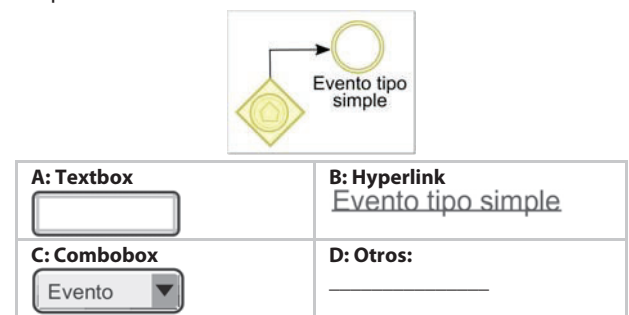 Evento tipo
simple
A: Textbox
B: Hyperlink
Evento tipo simple
C: Combobox
Evento
D: Otros: